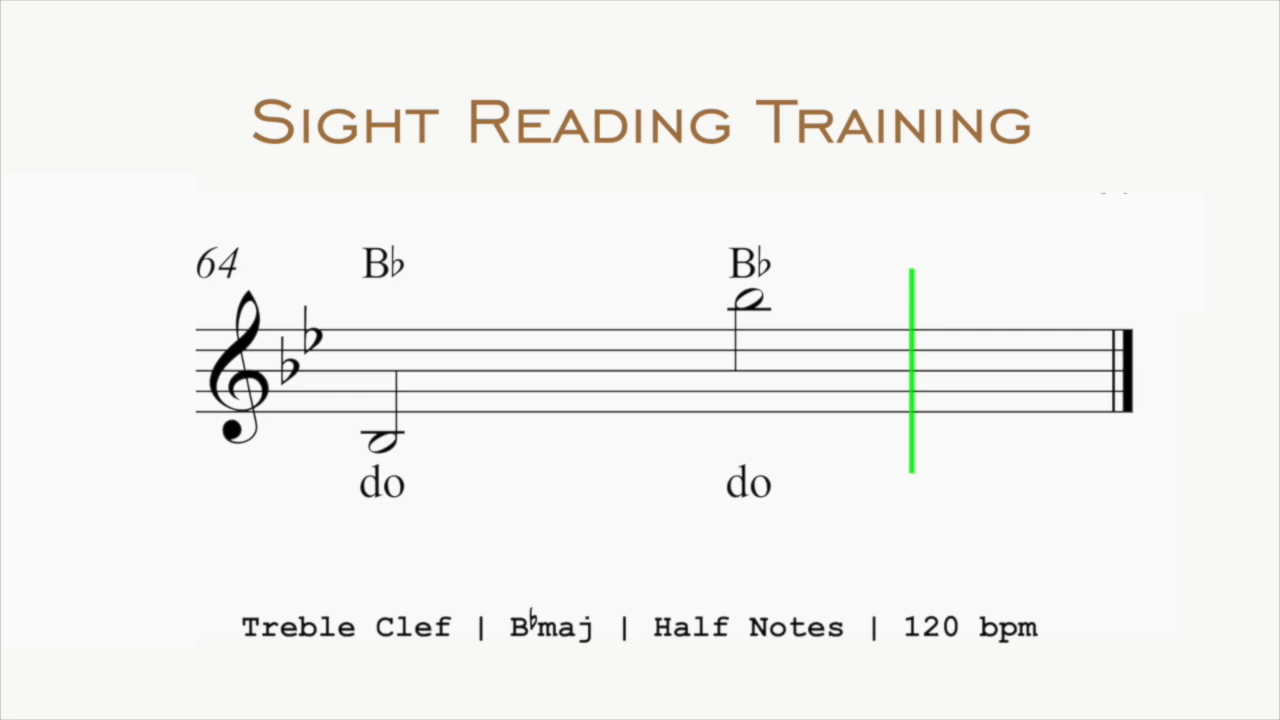 Sight Reading Training
64 B♭ B♭
do do
Treble Clef | B♭maj | Half Notes | 120 bpm